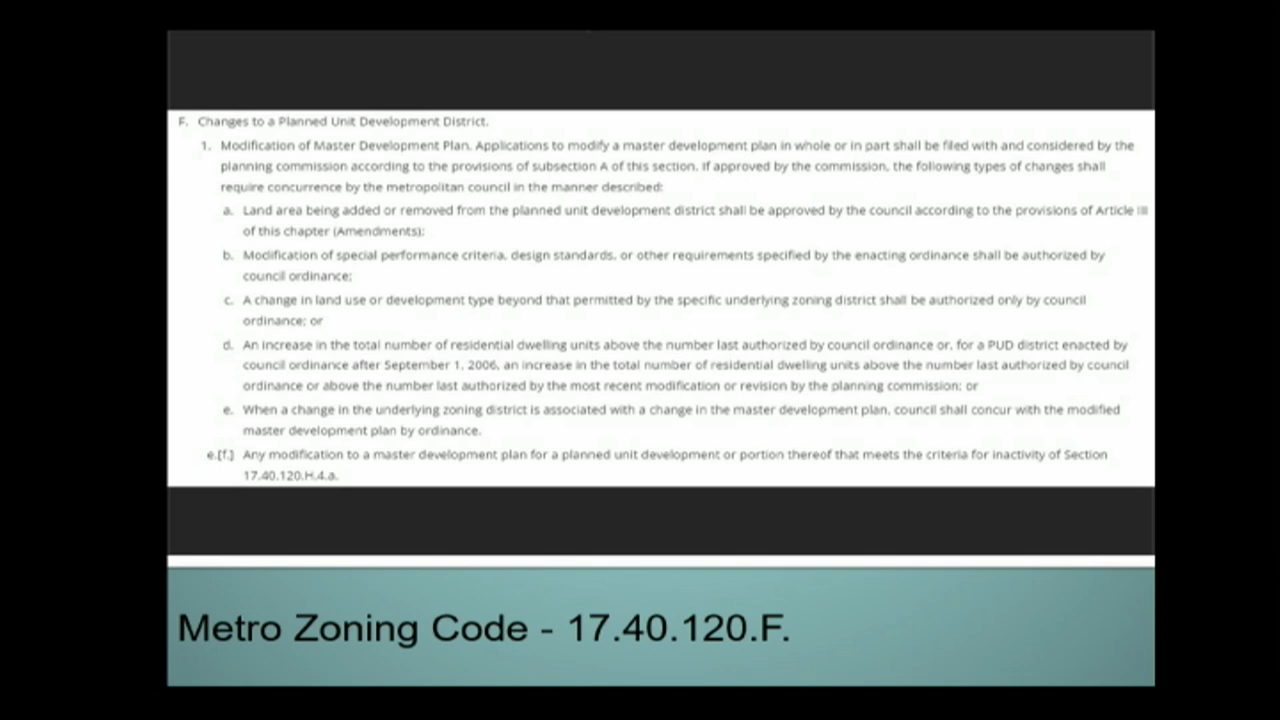 F. Changes to a Planned Unit Development District.
1. Modification of Master Development Plan. Applications to modify a master development plan in whole or in part shall be filed with and considered by the
planning commission according to the provisions of subsection A of this section. If approved by the commission, the following types of changes shall
require concurrence by the metropolitan council in the manner described:
a. Land area being added or removed from the planned unit development district shall be approved by the council according to the provisions of Article III
of this chapter (Amendments);
b. Modification of special performance criteria, design standards, or other requirements specified by the enacting ordinance shall be authorized by
council ordinance;
c. A change in land use or development type beyond that permitted by the specific underlying zoning district shall be authorized only by council
ordinance; or
d. An increase in the total number of residential dwelling units above the number last authorized by council ordinance or, for a PUD district enacted by
council ordinance after September 1, 2006, an increase in the total number of residential dwelling units above the number last authorized by council
ordinance or above the number last authorized by the most recent modification or revision by the planning commission; or
e. When a change in the underlying zoning district is associated with a change in the master development plan, council shall concur with the modified
master development plan by ordinance.
e.[f.] Any modification to a master development plan for a planned unit development or portion thereof that meets the criteria for inactivity of Section
17.40.120.H.4.a.
Metro Zoning Code - 17.40.120.F.